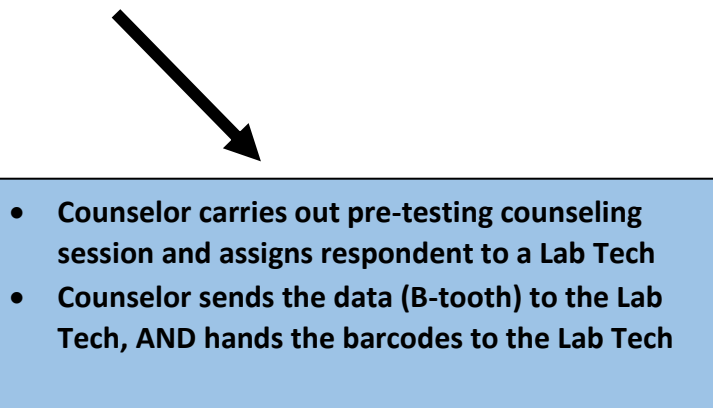 • Counselor carries out pre-testing counseling
session and assigns respondent to a Lab Tech
• Counselor sends the data (B-tooth) to the Lab
Tech, AND hands the barcodes to the Lab Tech